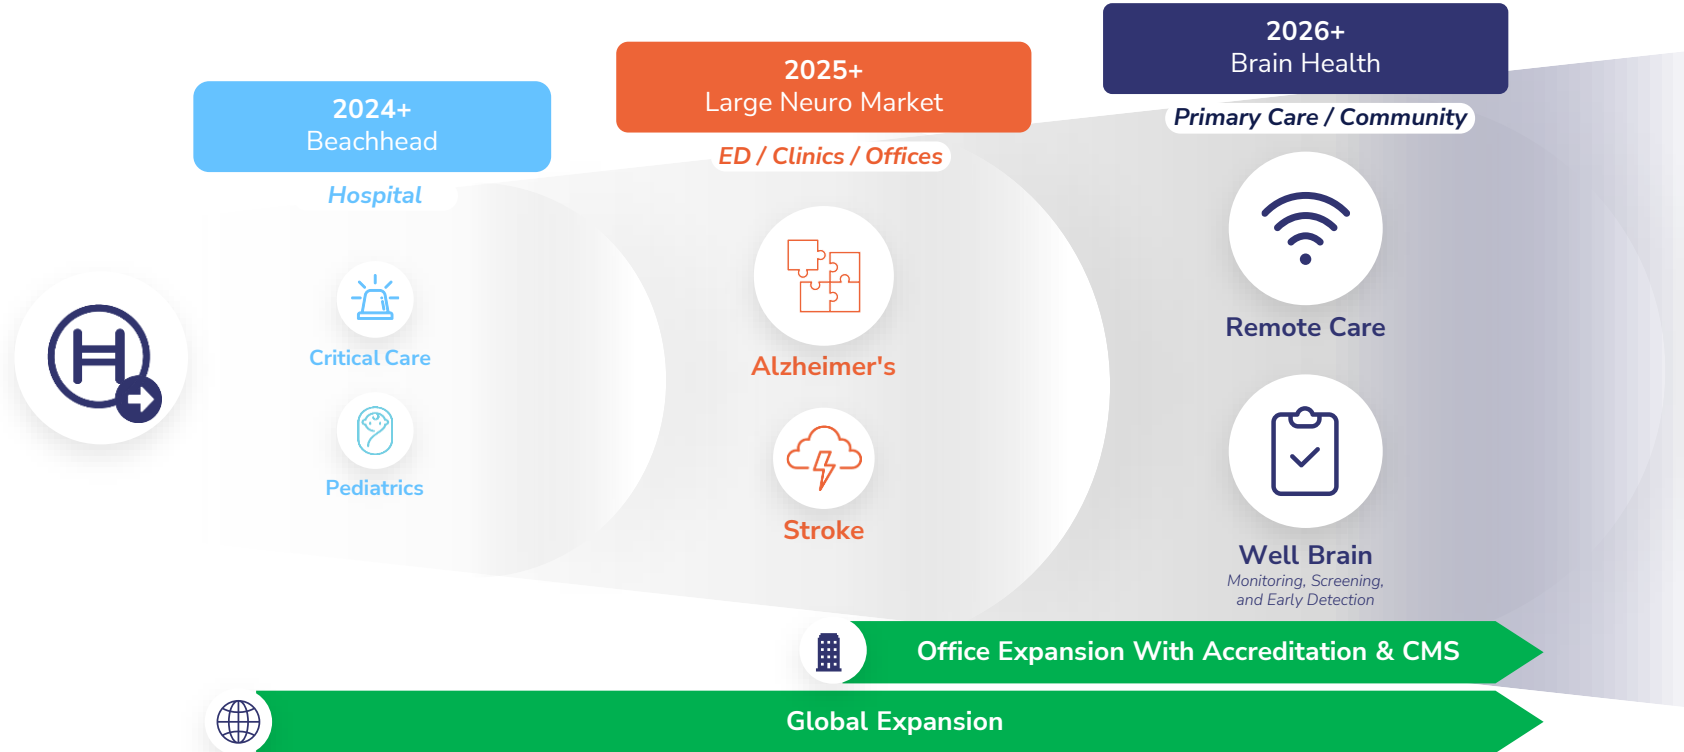 2024+
Beachhead
Hospital
Critical Care
Pediatrics
2025+
Large Neuro Market
ED / Clinics / Offices
Alzheimer's
Stroke
2026+
Brain Health
Primary Care / Community
Remote Care
Well Brain
Monitoring, Screening,
and Early Detection
Office Expansion With Accreditation & CMS
Global Expansion